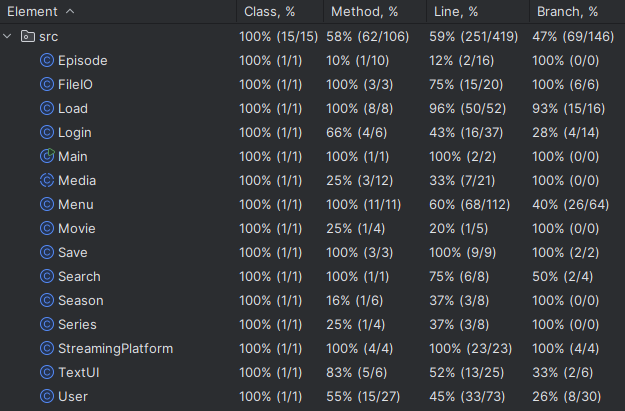 Element Class, % Method, % Line, % Branch, %
src 100% (15/15) 58% (62/106) 59% (251/419) 47% (69/146)
Episode 100% (1/1) 10% (1/10) 12% (2/16) 100% (0/0)
FileIO 100% (1/1) 100% (3/3) 75% (15/20) 100% (6/6)
Load 100% (1/1) 100% (8/8) 96% (50/52) 93% (15/16)
Login 100% (1/1) 66% (4/6) 43% (16/37) 28% (4/14)
Main 100% (1/1) 100% (1/1) 100% (2/2) 100% (0/0)
Media 100% (1/1) 25% (3/12) 33% (7/21) 100% (0/0)
Menu 100% (1/1) 100% (11/11) 60% (68/112) 40% (26/64)
Movie 100% (1/1) 25% (1/4) 20% (1/5) 100% (0/0)
Save 100% (1/1) 100% (3/3) 100% (9/9) 100% (2/2)
Search 100% (1/1) 100% (1/1) 75% (6/8) 50% (2/4)
Season 100% (1/1) 16% (1/6) 37% (3/8) 100% (0/0)
Series 100% (1/1) 25% (1/4) 37% (3/8) 100% (0/0)
StreamingPlatform 100% (1/1) 100% (4/4) 100% (23/23) 100% (4/4)
TextUI 100% (1/1) 83% (5/6) 52% (13/25) 33% (2/6)
User 100% (1/1) 55% (15/27) 45% (33/73) 26% (8/30)